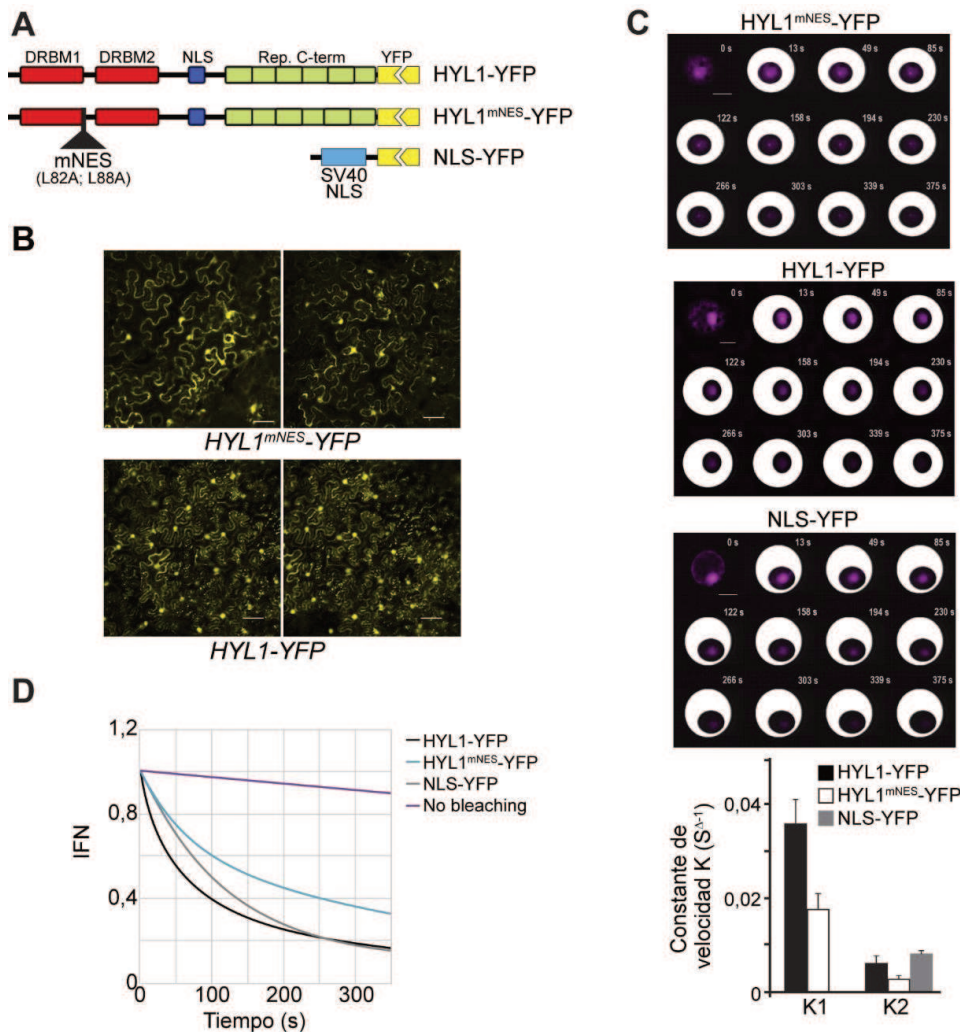 A
DRBM1 DRBM2 NLS Rep. C-term YFP
HYL1-YFP
HYL1mNES-YFP
mNES
(L82A; L88A)
NLS-YFP
SV40
NLS
B
HYL1mNES-YFP
HYL1-YFP
C
HYL1mNES-YFP
0 s 13 s 49 s 85 s
122 s 158 s 194 s 230 s
266 s 303 s 339 s 375 s
HYL1-YFP
0 s 13 s 49 s 85 s
122 s 158 s 194 s 230 s
266 s 303 s 339 s 375 s
NLS-YFP
0 s 13 s 49 s 85 s
122 s 158 s 194 s 230 s
266 s 303 s 339 s 375 s
HYL1-YFP
HYL1mNES-YFP
NLS-YFP
0,04
0,02
0
Constante de
velocidad K (SΔ-1)
K1 K2
D
1,2
0.8
0.4
0
IFN
0 100 200 300
Tiempo (s)
HYL1-YFP
HYL1mNES-YFP
NLS-YFP
No bleaching